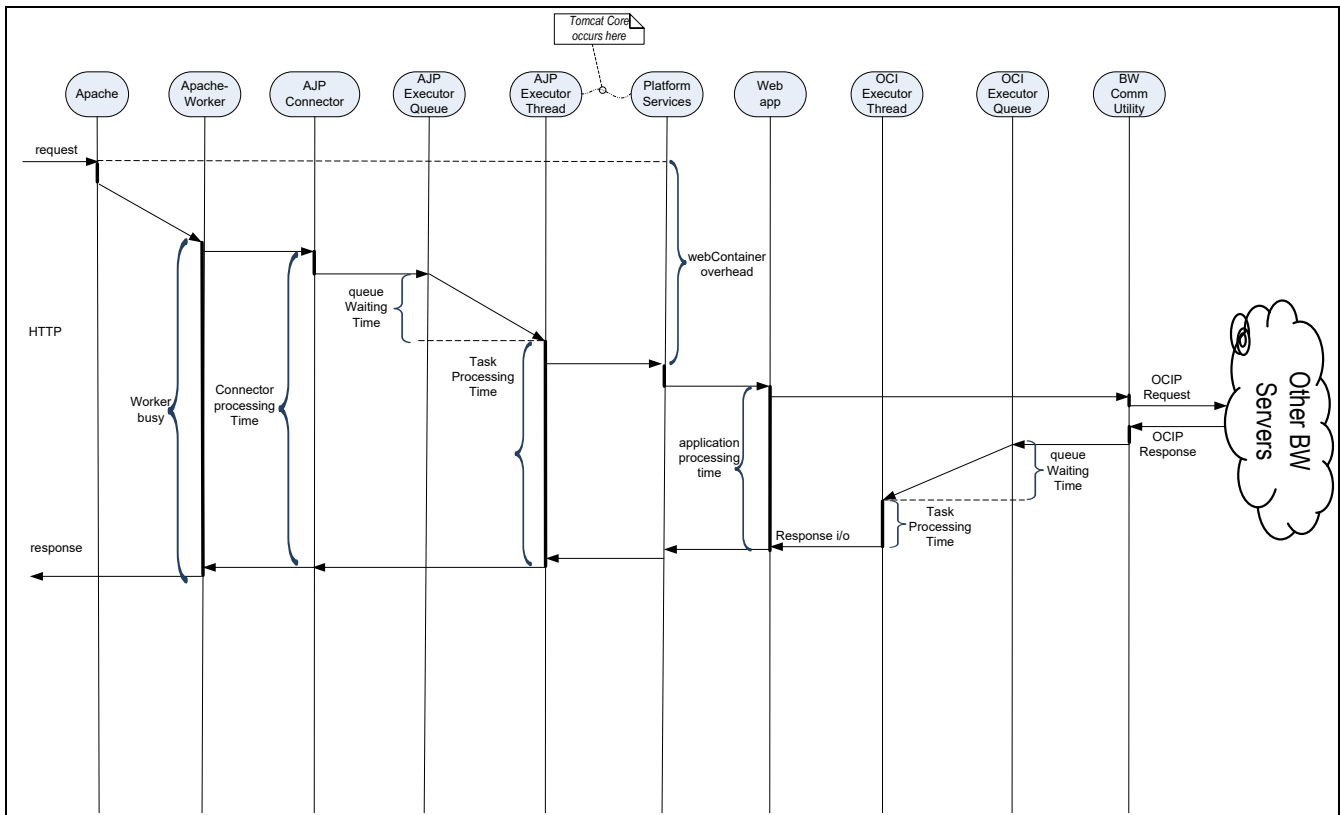 Tomcat Core
occurs here
Apache
Apache-
Worker
AJP
Connector
AJP
Executor
Queue
AJP
Executor
Thread
Platform
Services
Web
app
OCI
Executor
Thread
OCI
Executor
Queue
BW
Comm
Utility
request
webContainer
overhead
queue
Waiting
Time
HTTP
Task
Processing
Time
Worker
busy
Connector
processing
Time
application
processing
time
OCIP
Request
OCIP
Response
Other BW
Servers
queue
Waiting
Time
Task
Processing
Time
Response i/o
response